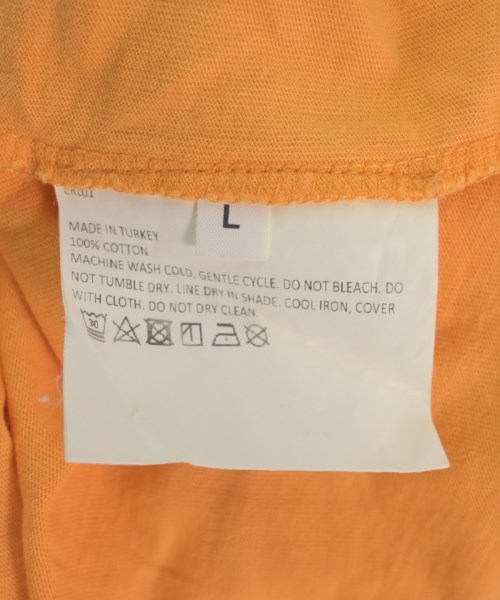 L
MADE IN TURKEY
100% COTTON
MACHINE WASH COLD, GENTLE CYCLE. DO NOT BLEACH. DO
NOT TUMBLE DRY. LINE DRY IN SHADE. COOL IRON, COVER
WITH CLOTH. DO NOT DRY CLEAN.
30